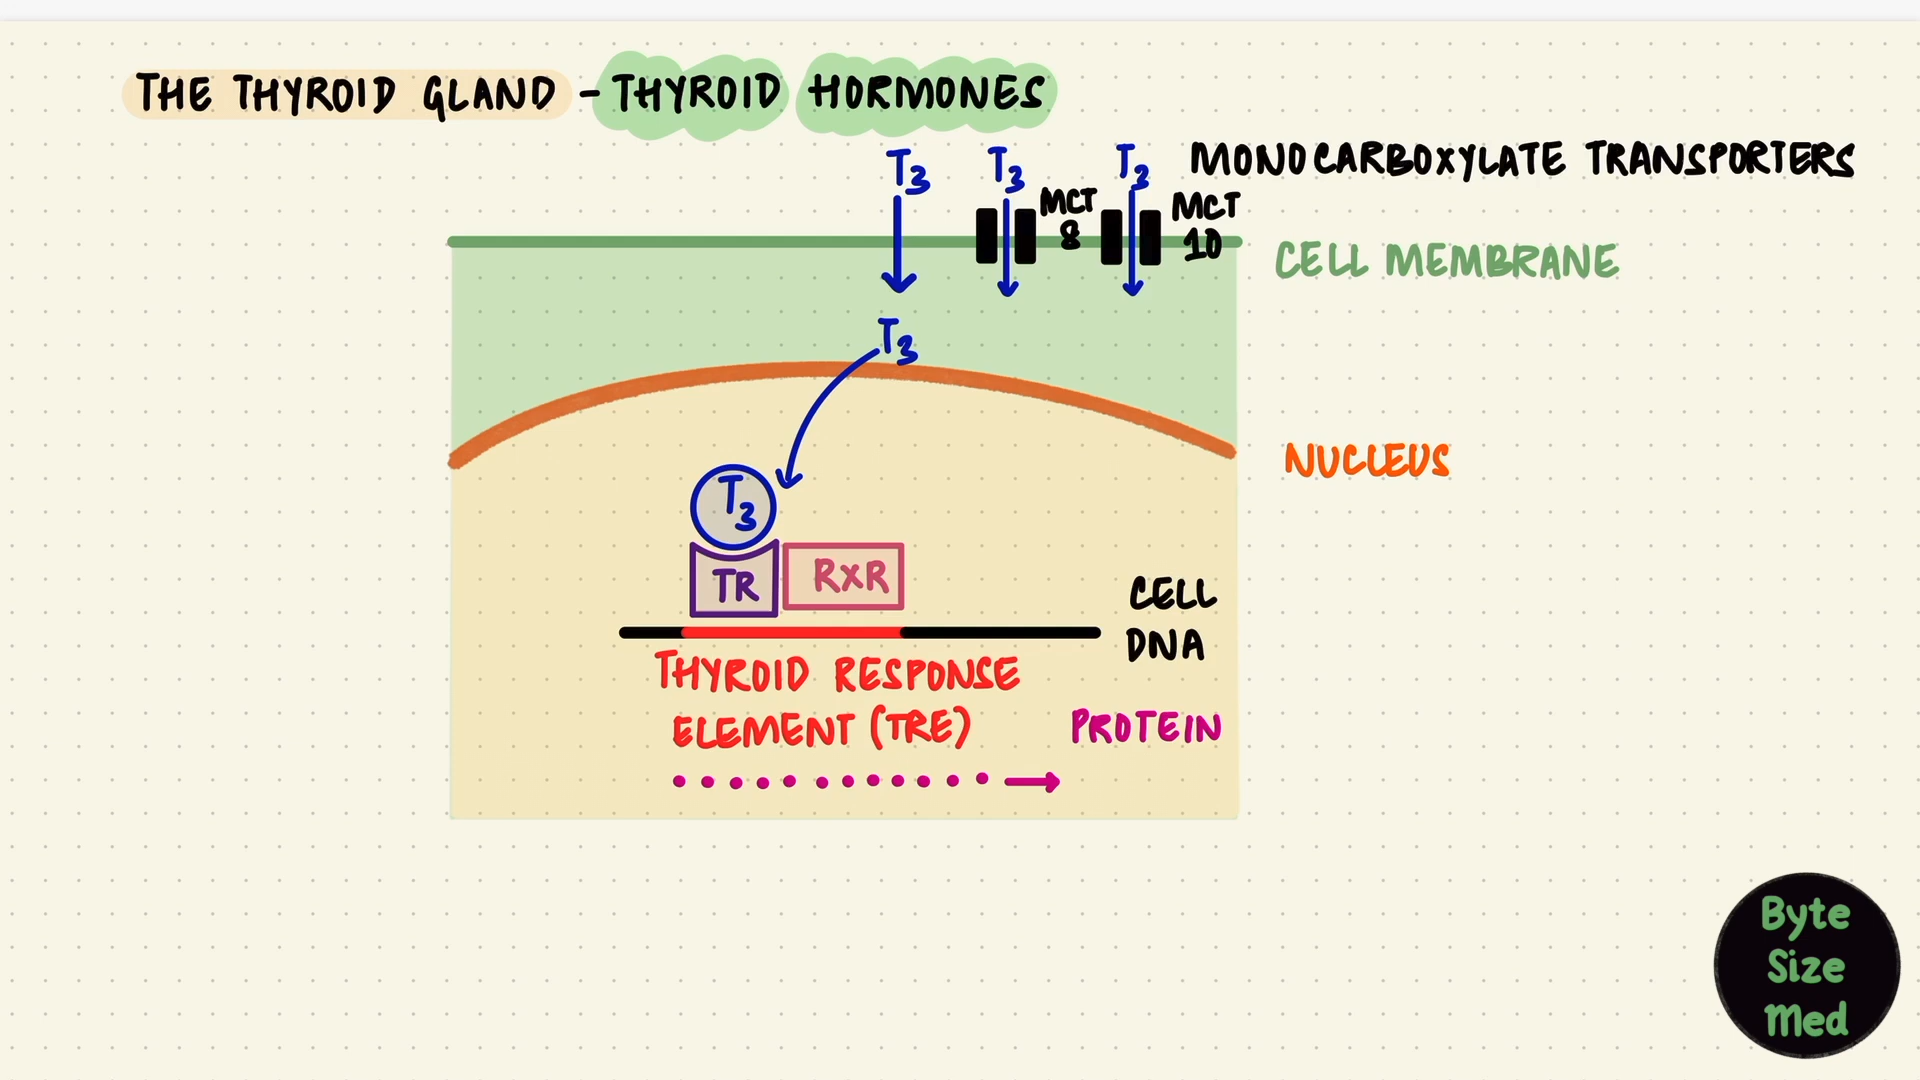 THE THYROID GLAND - THYROID HORMONES
T3 T3 T3 MONOCARBOXYLATE TRANSPORTERS
MCT
8
MCT
10
CELL MEMBRANE
T3
NUCLEUS
T3
TR RXR
CELL
DNA
THYROID RESPONSE
ELEMENT (TRE)
PROTEIN
Byte
Size
Med